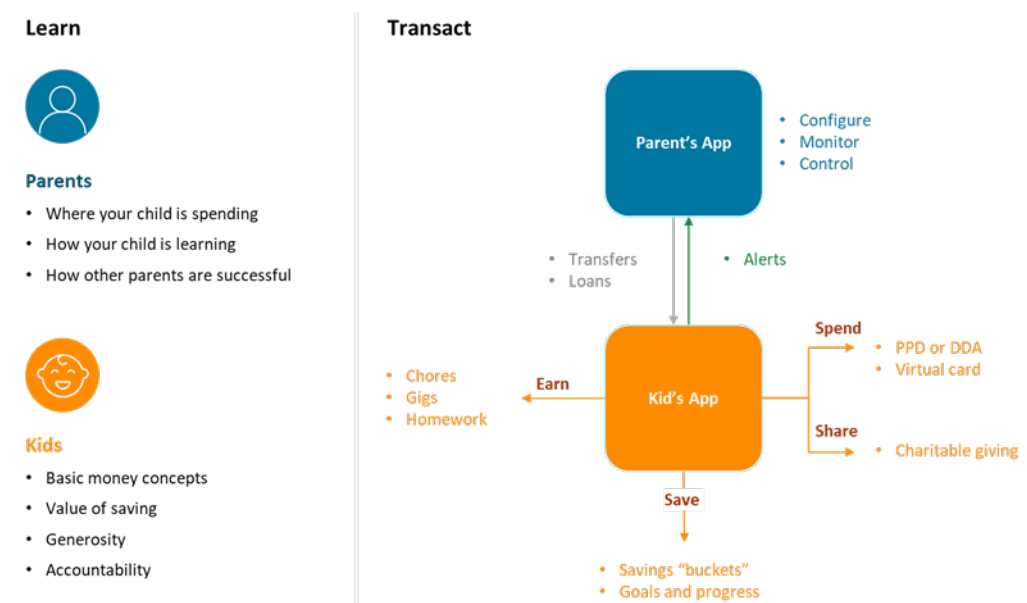 Learn
Parents
• Where your child is spending
• How your child is learning
• How other parents are successful
Kids
• Basic money concepts
• Value of saving
• Generosity
• Accountability
Transact
Parent's App
• Configure
• Monitor
• Control
• Transfers
• Loans
• Alerts
Kid's App
Earn
• Chores
• Gigs
• Homework
Spend
• PPD or DDA
• Virtual card
Share
• Charitable giving
Save
• Savings “buckets”
• Goals and progress